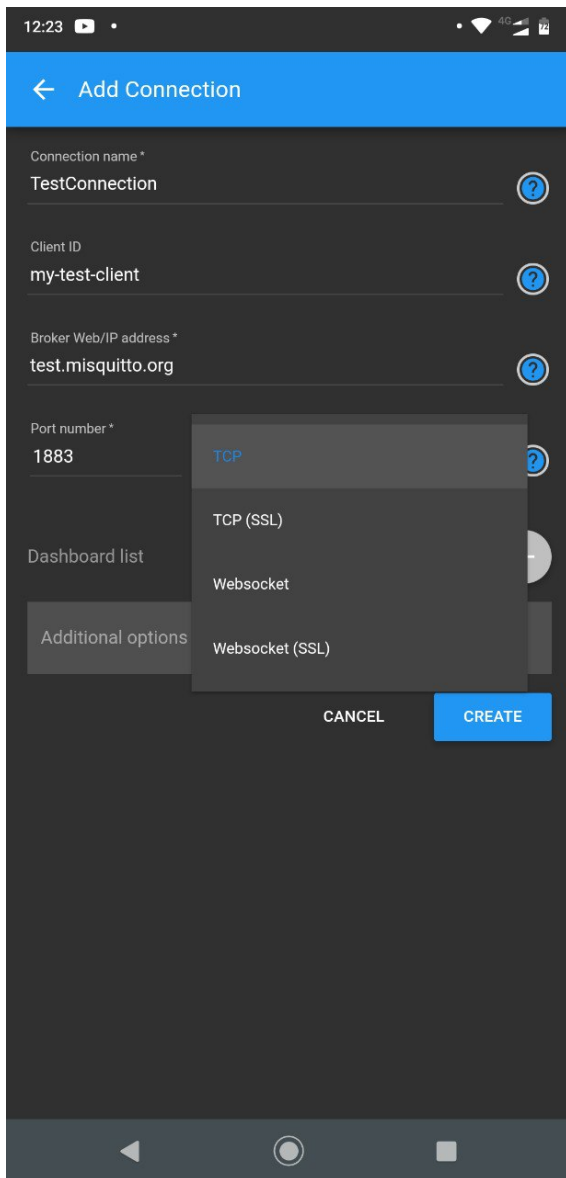 12:23
4G
72
Add Connection
Connection name *
TestConnection
?
Client ID
my-test-client
?
Broker Web/IP address *
test.misquitto.org
?
Port number *
1883
TCP
?
TCP (SSL)
Dashboard list
Websocket
Additional options
Websocket (SSL)
CANCEL
CREATE